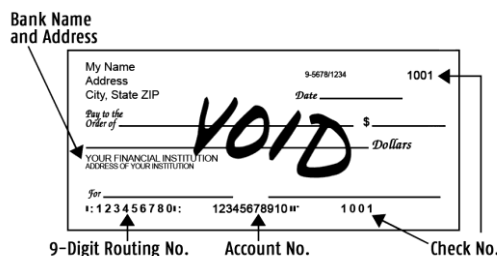 Bank Name
and Address
My Name
Address
City, State ZIP
9-5678/1234
1001
Date
Pay to the
Order of
$
VOID
Dollars
YOUR FINANCIAL INSTITUTION
ADDRESS OF YOUR INSTITUTION
For
⑆123456780⑆ 12345678910⑈ 1001
9-Digit Routing No.
Account No.
Check No.